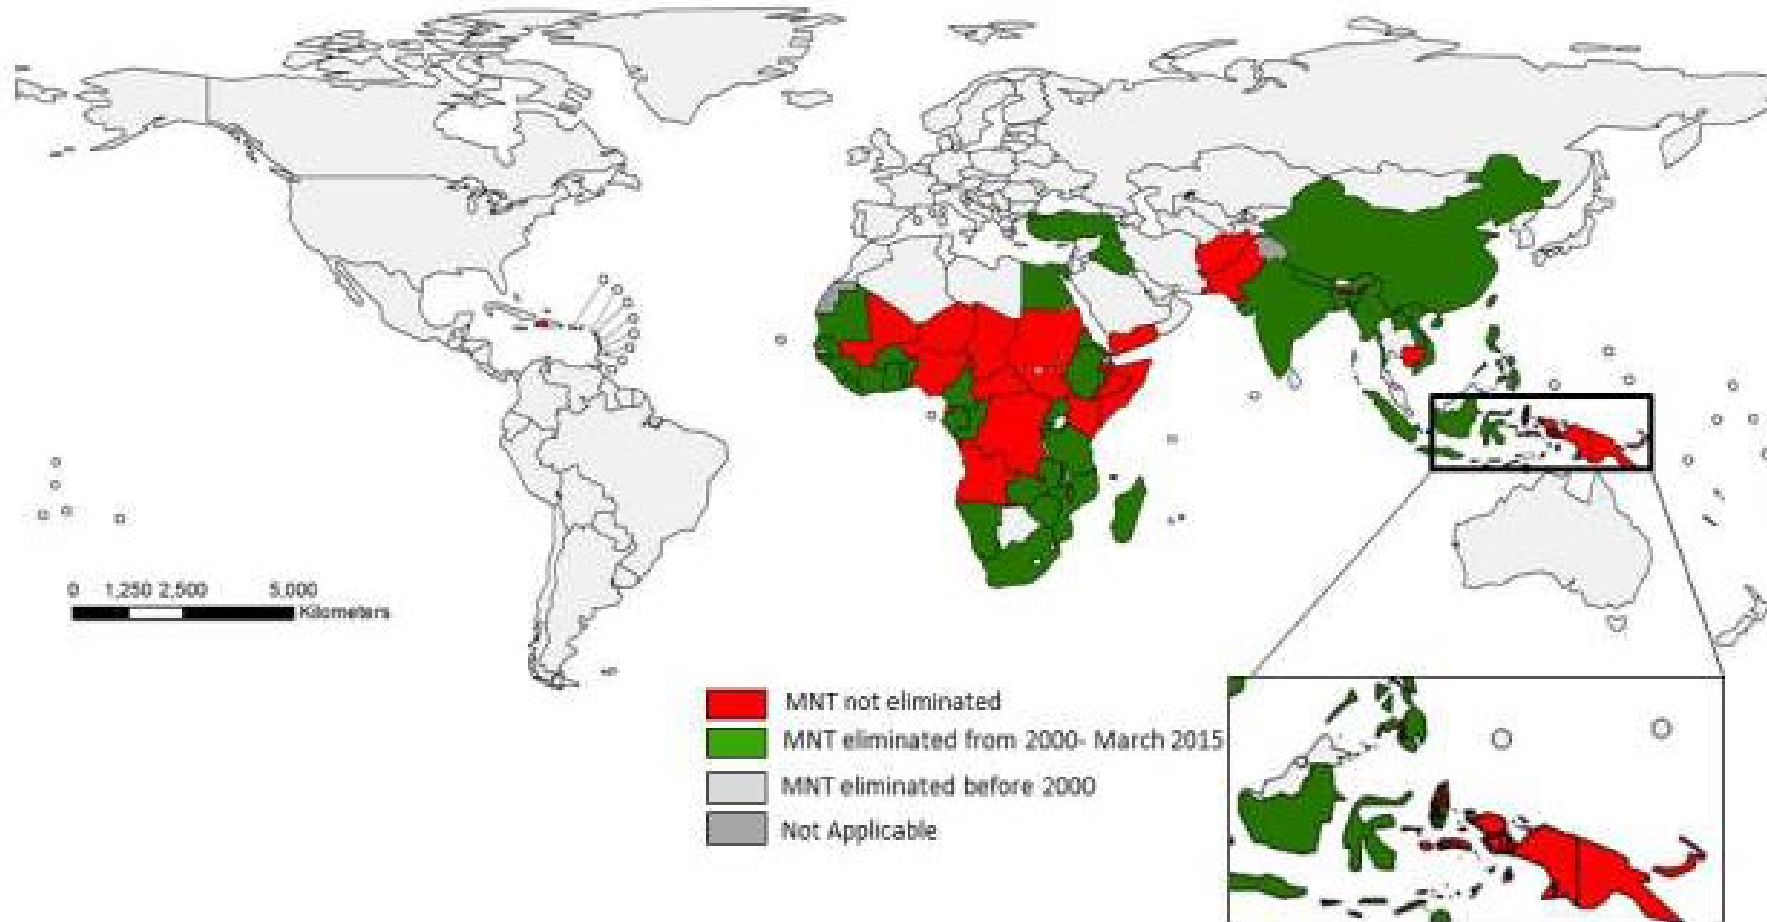 0 1,250 2,500 5,000
Kilometers
MNT not eliminated
MNT eliminated from 2000- March 2015
MNT eliminated before 2000
Not Applicable